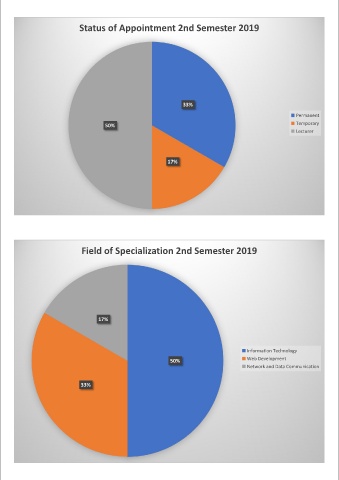 Status of Appointment 2nd Semester 2019
33%
50%
17%
Permanent
Temporary
Lecturer
Field of Specialization 2nd Semester 2019
17%
50%
33%
Information Technology
Web Development
Network and Data Communication